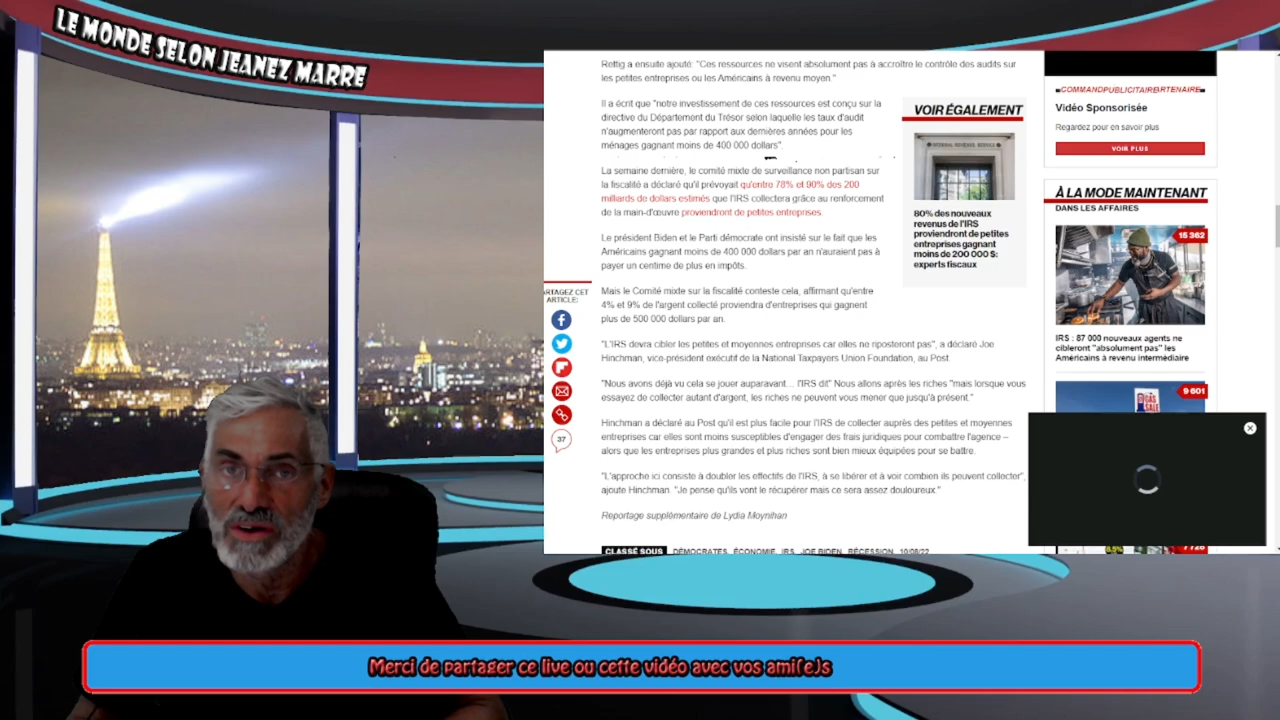 LE MONDE SELON JEANEZ MARRE
Rettig a ensuite ajouté: "Ces ressources ne visent absolument pas à accroître le contrôle des audits sur
les petites entreprises ou les Américains à revenu moyen."
Il a écrit que "notre investissement de ces ressources est conçu sur la
directive du Département du Trésor selon laquelle les taux d'audit
n'augmenteront pas par rapport aux dernières années pour les
ménages gagnant moins de 400 000 dollars".
La semaine dernière, le comité mixte de surveillance non partisan sur
la fiscalité a déclaré qu'il prévoyait qu'entre 78% et 90% des 200
milliards de dollars estimés que l'IRS collectera grâce au renforcement
de la main-d'œuvre proviendront de petites entreprises.
Le président Biden et le Parti démocrate ont insisté sur le fait que les
Américains gagnant moins de 400 000 dollars par an n'auraient pas à
payer un centime de plus en impôts.
Mais le Comité mixte sur la fiscalité conteste cela, affirmant qu'entre
4% et 9% de l'argent collecté proviendra d'entreprises qui gagnent
plus de 500 000 dollars par an.
"L'IRS devra cibler les petites et moyennes entreprises car elles ne riposteront pas", a déclaré Joe
Hinchman, vice-président exécutif de la National Taxpayers Union Foundation, au Post.
"Nous avons déjà vu cela se jouer auparavant… l'IRS dit" Nous allons après les riches "mais lorsque vous
essayez de collecter autant d'argent, les riches ne peuvent vous mener que jusqu'à présent."
Hinchman a déclaré au Post qu'il est plus facile pour l'IRS de collecter auprès des petites et moyennes
entreprises car elles sont moins susceptibles d'engager des frais juridiques pour combattre l'agence –
alors que les entreprises plus grandes et plus riches sont bien mieux équipées pour se battre.
"L'approche ici consiste à doubler les effectifs de l'IRS, à se libérer et à voir combien ils peuvent collecter",
ajoute Hinchman. "Je pense qu'ils vont le récupérer mais ce sera assez douloureux."
Reportage supplémentaire de Lydia Moynihan
CLASSÉ SOUS DÉMOCRATES, ÉCONOMIE, IRS, JOE BIDEN, RÉCESSION, 10/08/22
RTAGEZ CET
ARTICLE:
37
VOIR ÉGALEMENT
INTERNAL REVENUE SERVICE
80% des nouveaux
revenus de l'IRS
proviendront de petites
entreprises gagnant
moins de 200 000 $:
experts fiscaux
Vidéo Sponsorisée
Regardez pour en savoir plus
VOIR PLUS
À LA MODE MAINTENANT
DANS LES AFFAIRES
15 362
IRS : 87 000 nouveaux agents ne
cibleront "absolument pas" les
Américains à revenu intermédiaire
9 601
GAS
SALE
7 726
Merci de partager ce live ou cette vidéo avec vos ami(e)s